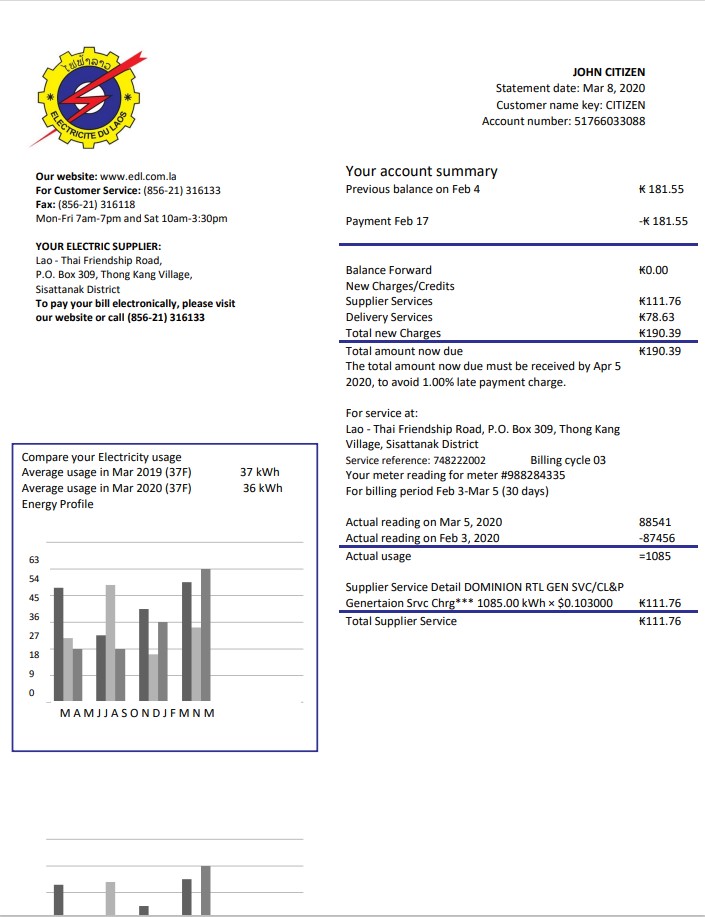 ໄຟຟ້າລາວ
ELECTRICITE DU LAOS
JOHN CITIZEN
Statement date: Mar 8, 2020
Customer name key: CITIZEN
Account number: 51766033088
Our website: www.edl.com.la
For Customer Service: (856-21) 316133
Fax: (856-21) 316118
Mon-Fri 7am-7pm and Sat 10am-3:30pm
YOUR ELECTRIC SUPPLIER:
Lao - Thai Friendship Road,
P.O. Box 309, Thong Kang Village,
Sisattanak District
To pay your bill electronically, please visit
our website or call (856-21) 316133
Your account summary
Previous balance on Feb 4 ₭ 181.55
Payment Feb 17 -₭ 181.55
Balance Forward ₭0.00
New Charges/Credits
Supplier Services ₭111.76
Delivery Services ₭78.63
Total new Charges ₭190.39
Total amount now due ₭190.39
The total amount now due must be received by Apr 5
2020, to avoid 1.00% late payment charge.
For service at:
Lao - Thai Friendship Road, P.O. Box 309, Thong Kang
Village, Sisattanak District
Service reference: 748222002 Billing cycle 03
Your meter reading for meter #988284335
For billing period Feb 3-Mar 5 (30 days)
Actual reading on Mar 5, 2020 88541
Actual reading on Feb 3, 2020 -87456
Actual usage =1085
Supplier Service Detail DOMINION RTL GEN SVC/CL&P
Genertaion Srvc Chrg*** 1085.00 kWh × $0.103000 ₭111.76
Total Supplier Service ₭111.76
Compare your Electricity usage
Average usage in Mar 2019 (37F) 37 kWh
Average usage in Mar 2020 (37F) 36 kWh
Energy Profile
63
54
45
36
27
18
9
0
M A M J J A S O N D J F M N M